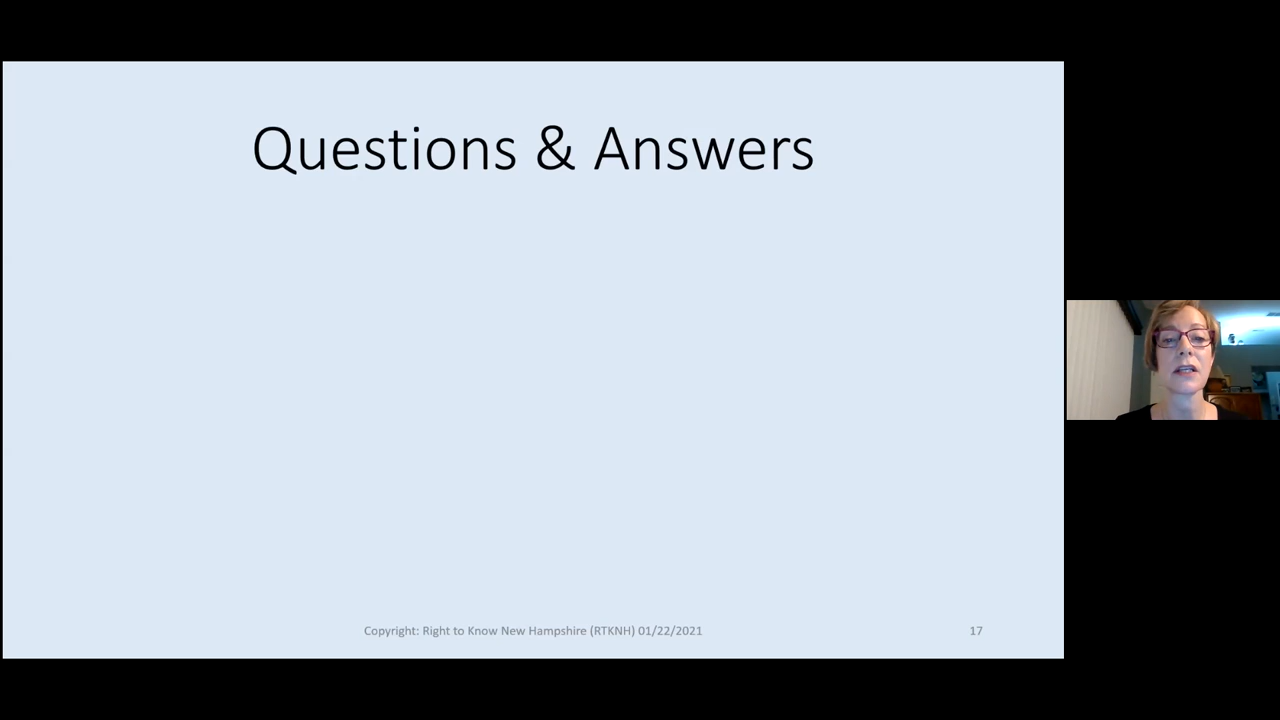 Questions & Answers
Copyright: Right to Know New Hampshire (RTKNH) 01/22/2021
17